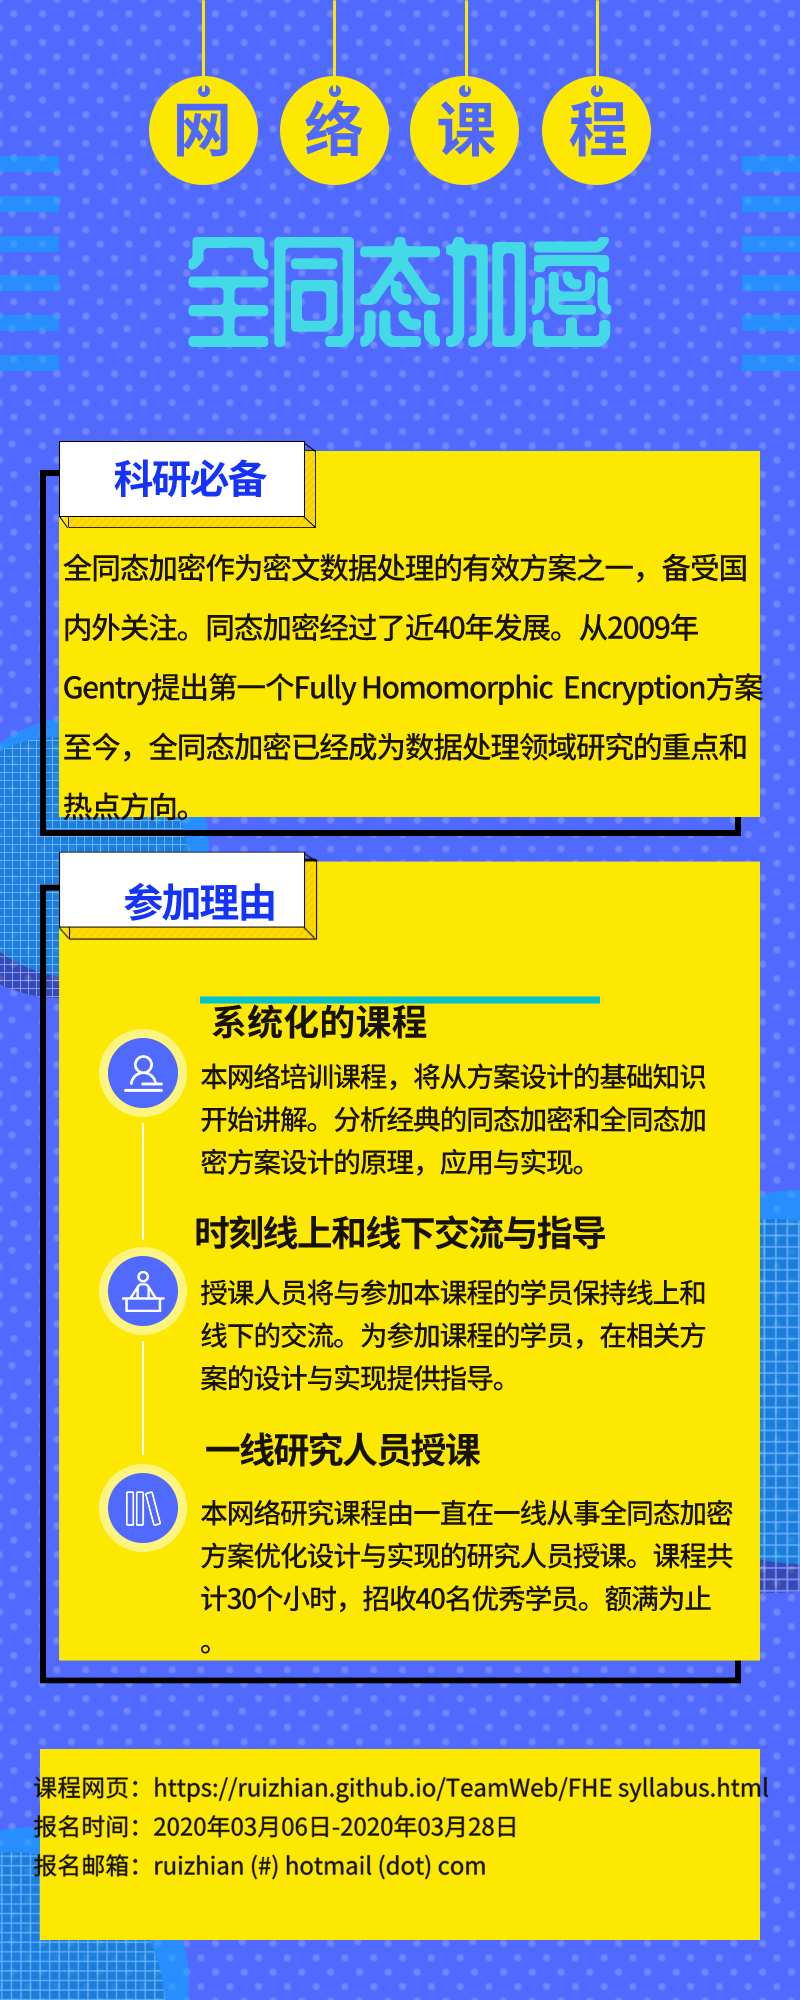 网络课程
全同态加密
科研必备
全同态加密作为密文数据处理的有效方案之一，备受国
内外关注。同态加密经过了近40年发展。从2009年
Gentry提出第一个Fully Homomorphic Encryption方案
至今，全同态加密已经成为数据处理领域研究的重点和
热点方向。
参加理由
系统化的课程
本网络培训课程，将从方案设计的基础知识
开始讲解。分析经典的同态加密和全同态加
密方案设计的原理，应用与实现。
时刻线上和线下交流与指导
授课人员将与参加本课程的学员保持线上和
线下的交流。为参加课程的学员，在相关方
案的设计与实现提供指导。
一线研究人员授课
本网络研究课程由一直在一线从事全同态加密
方案优化设计与实现的研究人员授课。课程共
计30个小时，招收40名优秀学员。额满为止
。
课程网页：https://ruizhian.github.io/TeamWeb/FHE syllabus.html
报名时间：2020年03月06日-2020年03月28日
报名邮箱：ruizhian (#) hotmail (dot) com